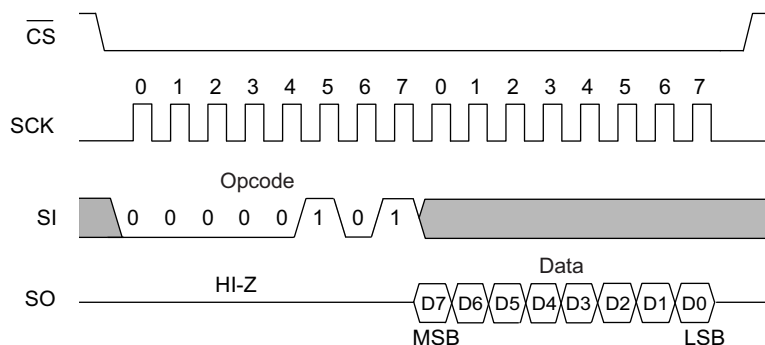 CS
0 1 2 3 4 5 6 7 0 1 2 3 4 5 6 7
SCK
Opcode
SI 0 0 0 0 0 1 0 1
Data
HI-Z
SO D7 D6 D5 D4 D3 D2 D1 D0
MSB LSB